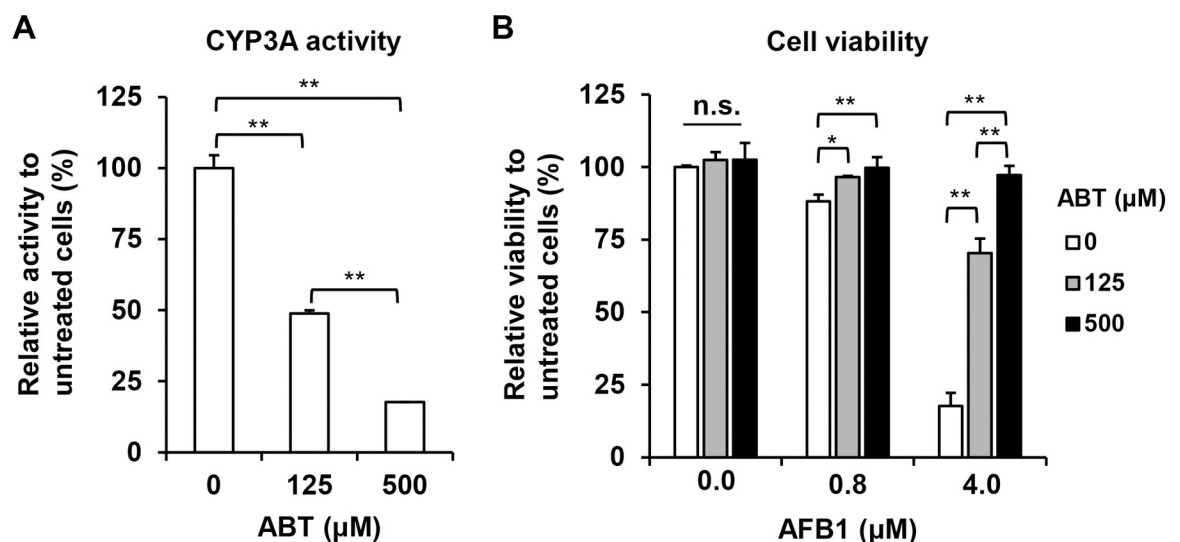 A
CYP3A activity
Relative activity to
untreated cells (%)
125
100
75
50
25
0
**
**
**
0 125 500
ABT (µM)
B
Cell viability
Relative viability to
untreated cells (%)
125
100
75
50
25
0
n.s.
**
*
**
**
**
0.0 0.8 4.0
AFB1 (µM)
ABT (µM)
0
125
500